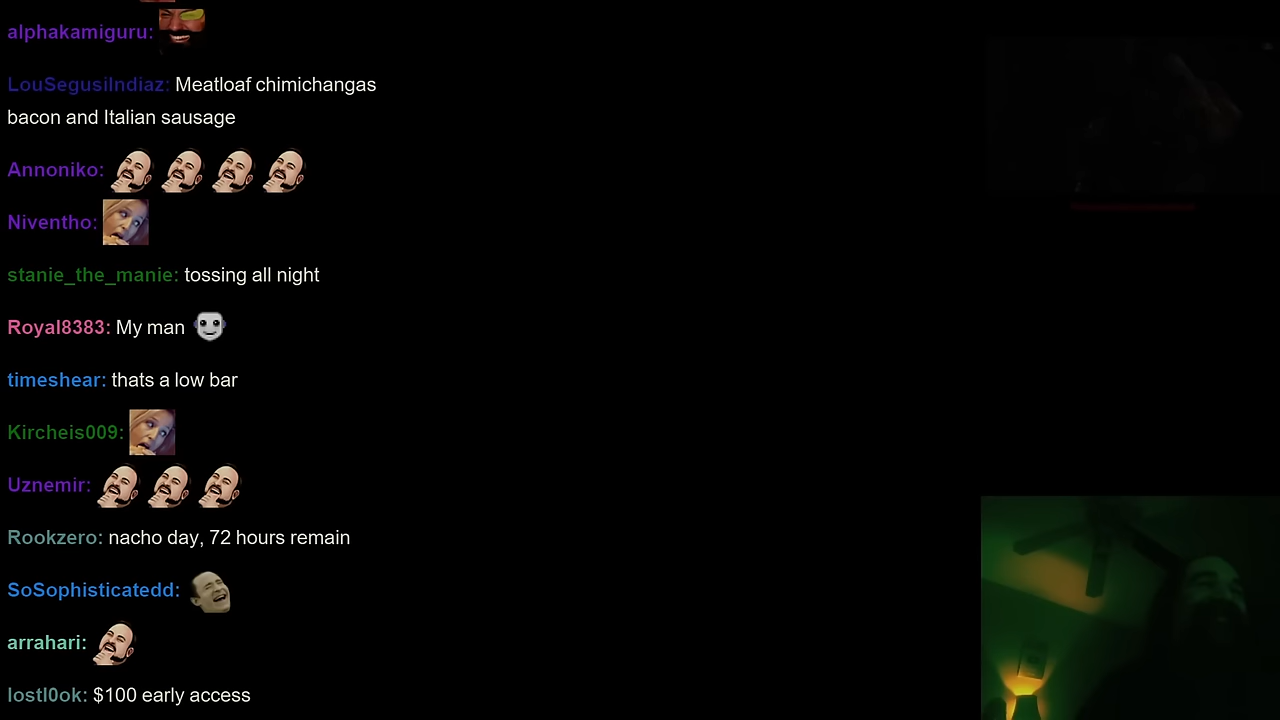 alphakamiguru:
LouSegusiIndiaz: Meatloaf chimichangas
bacon and Italian sausage
Annoniko:
Niventho:
stanie_the_manie: tossing all night
Royal8383: My man
timeshear: thats a low bar
Kircheis009:
Uznemir:
Rookzero: nacho day, 72 hours remain
SoSophisticatedd:
arrahari:
lostl0ok: $100 early access